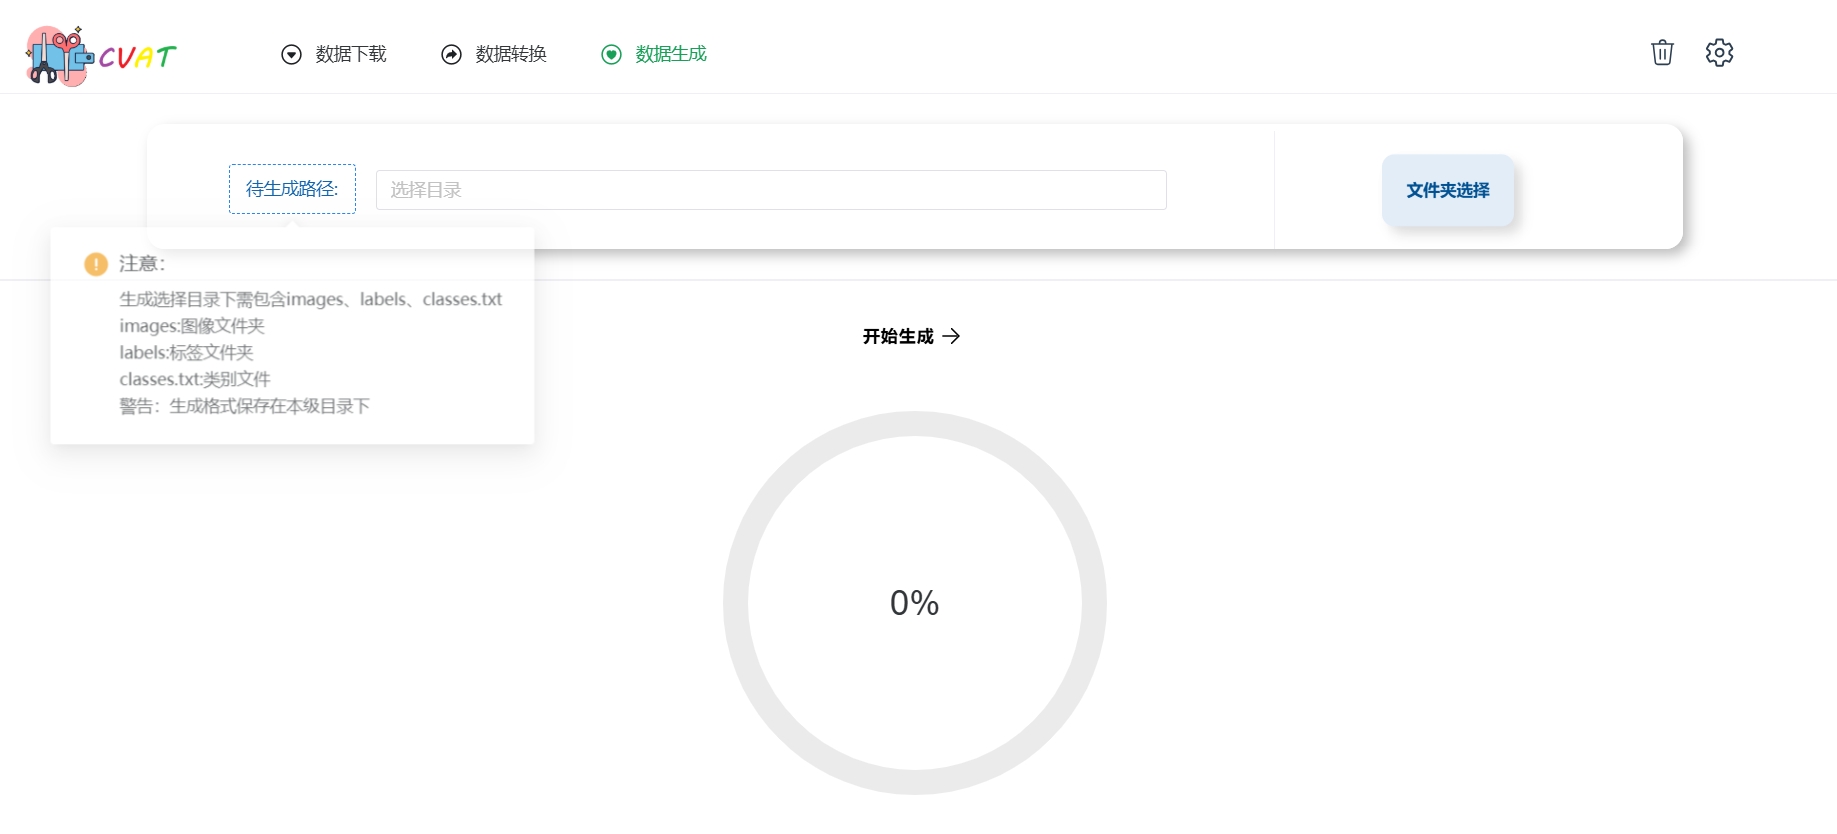 CVAT
数据下载
数据转换
数据生成
待生成路径:
选择目录
文件夹选择
注意：
生成选择目录下需包含images、labels、classes.txt
images:图像文件夹
labels:标签文件夹
classes.txt:类别文件
警告：生成格式保存在本级目录下
开始生成
0%